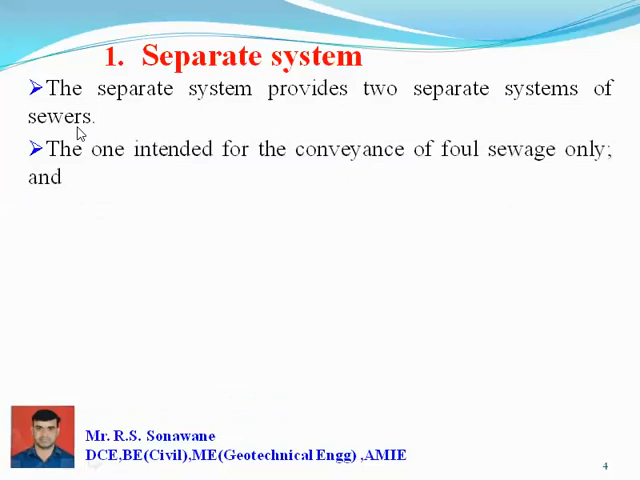 1. Separate system
➢The separate system provides two separate systems of
sewers.
➢The one intended for the conveyance of foul sewage only;
and
Mr. R.S. Sonawane
DCE,BE(Civil),ME(Geotechnical Engg) ,AMIE
4